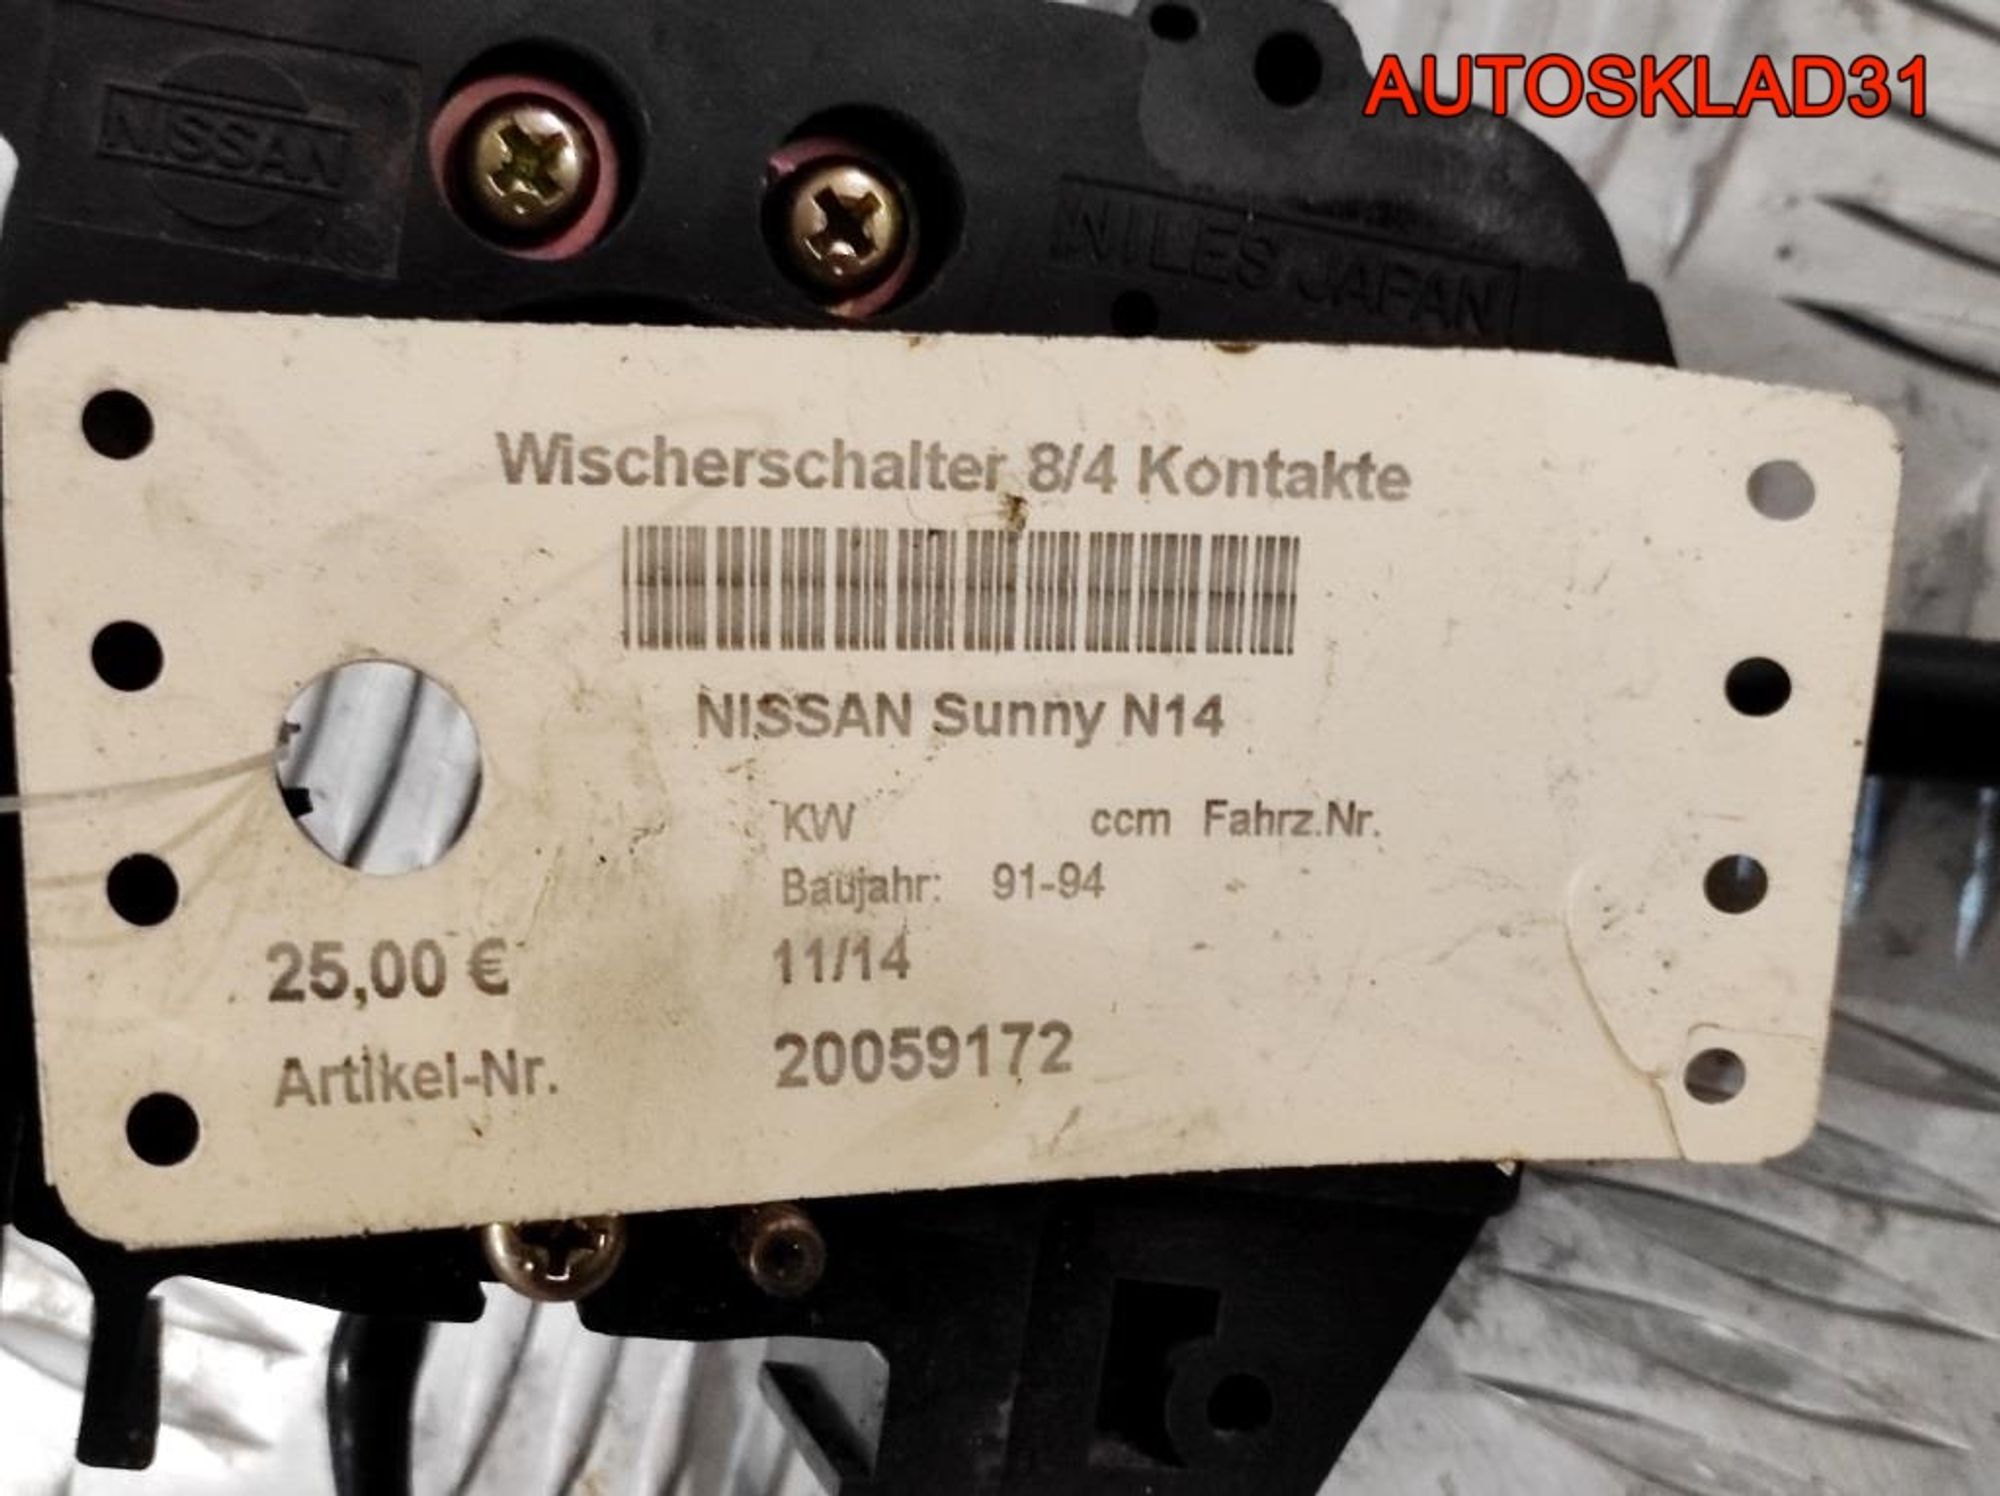 AUTOSKLAD31
NISSAN
NILES JAPAN
Wischerschalter 8/4 Kontakte
NISSAN Sunny N14
KW ccm Fahrz.Nr.
Baujahr: 91-94
25,00 € 11/14
Artikel-Nr. 20059172